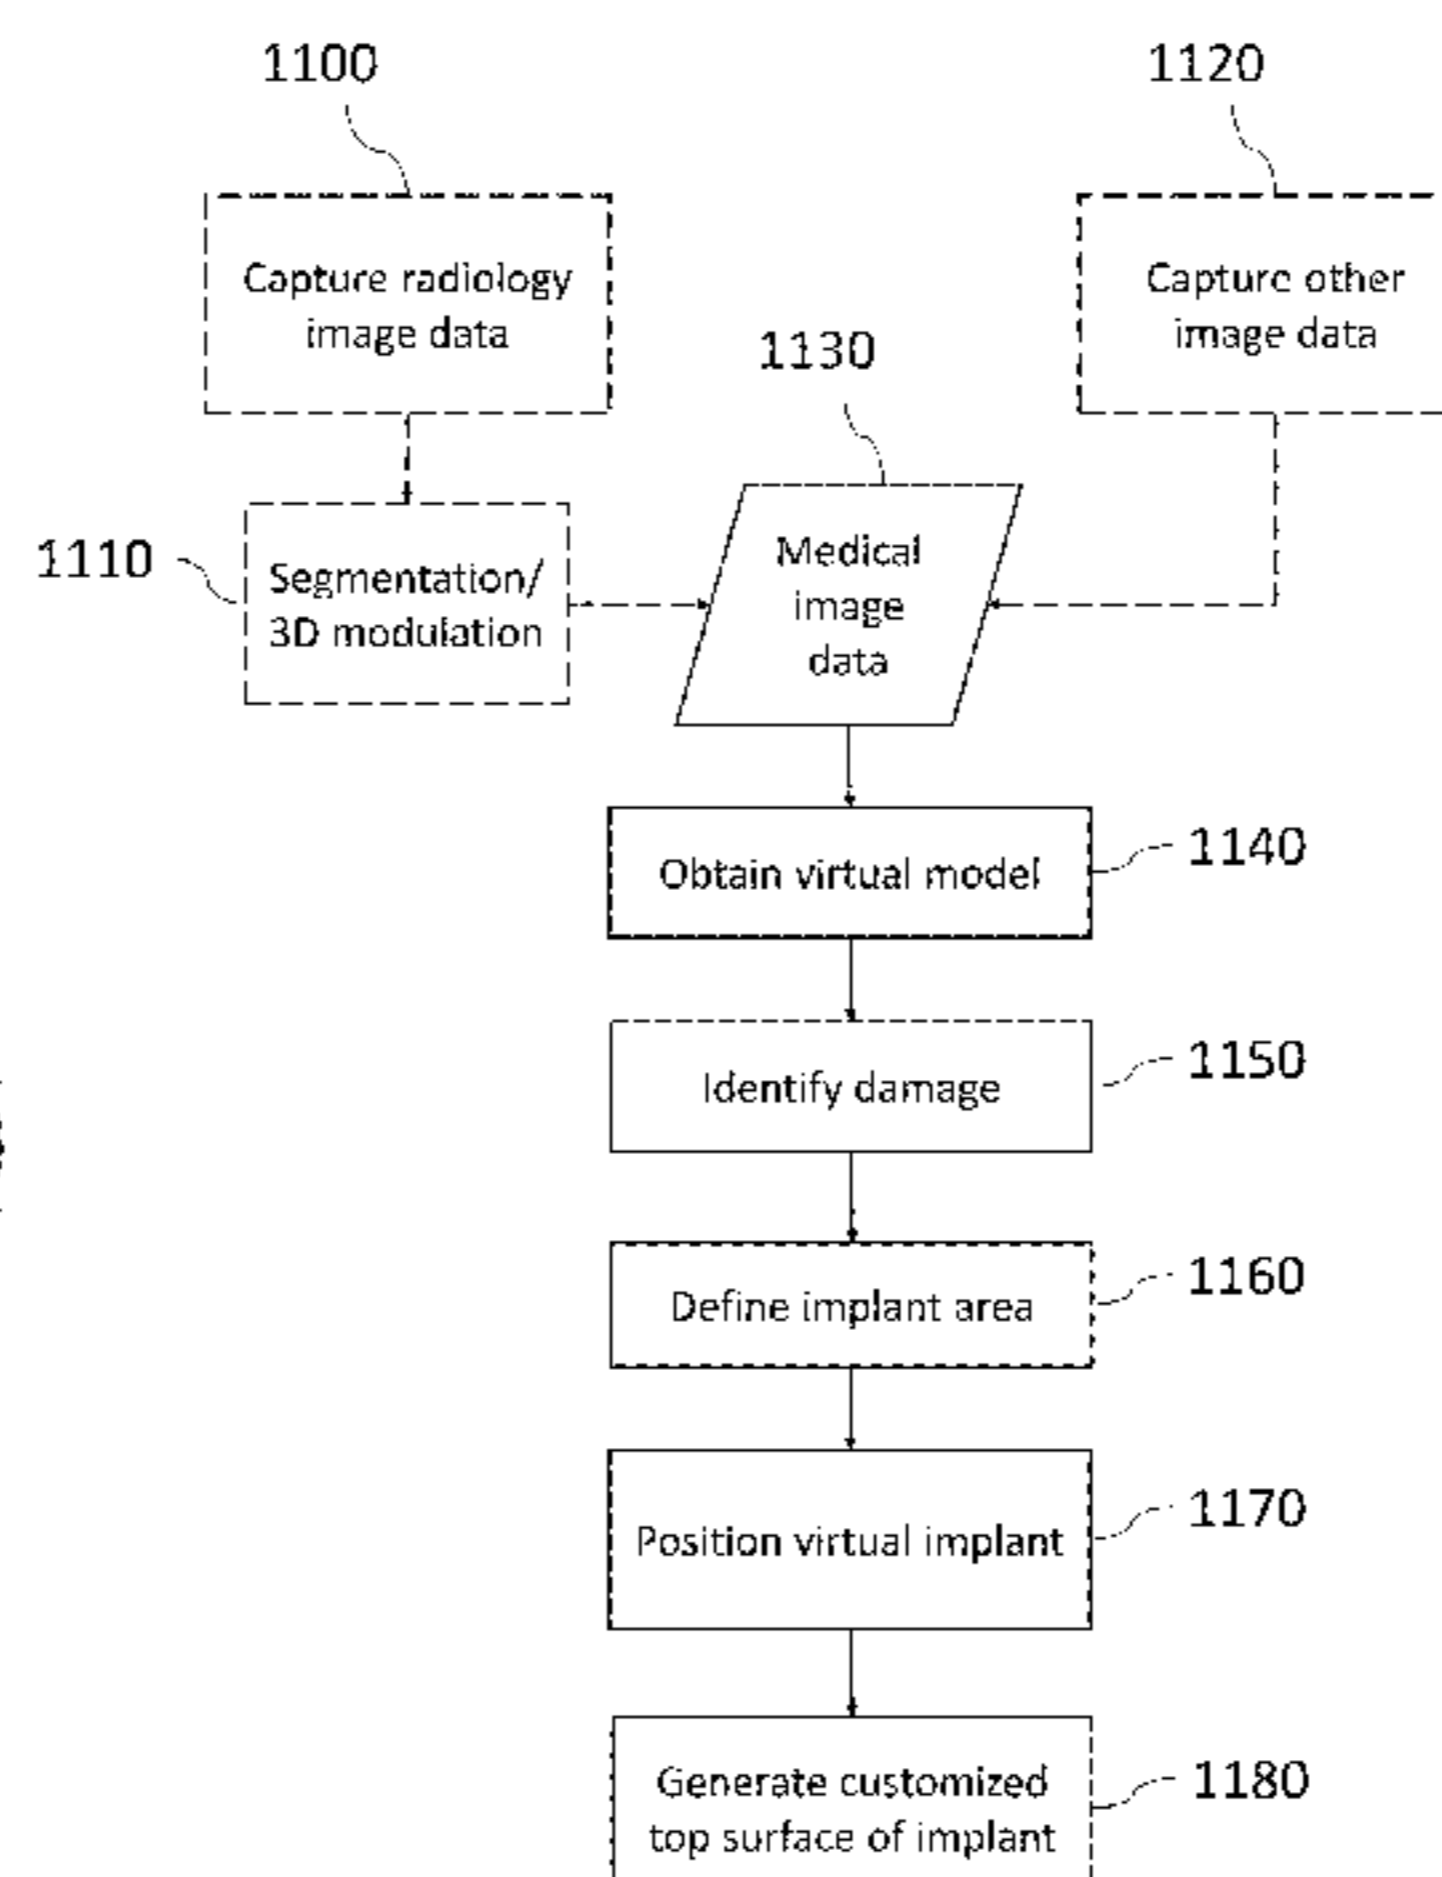 1100
1120
Capture radiology
image data
Capture other
image data
1130
1110
Segmentation/
3D modulation
Medical
image
data
Obtain virtual model
1140
Identify damage
1150
Define implant area
1160
Position virtual implant
1170
Generate customized
top surface of implant
1180